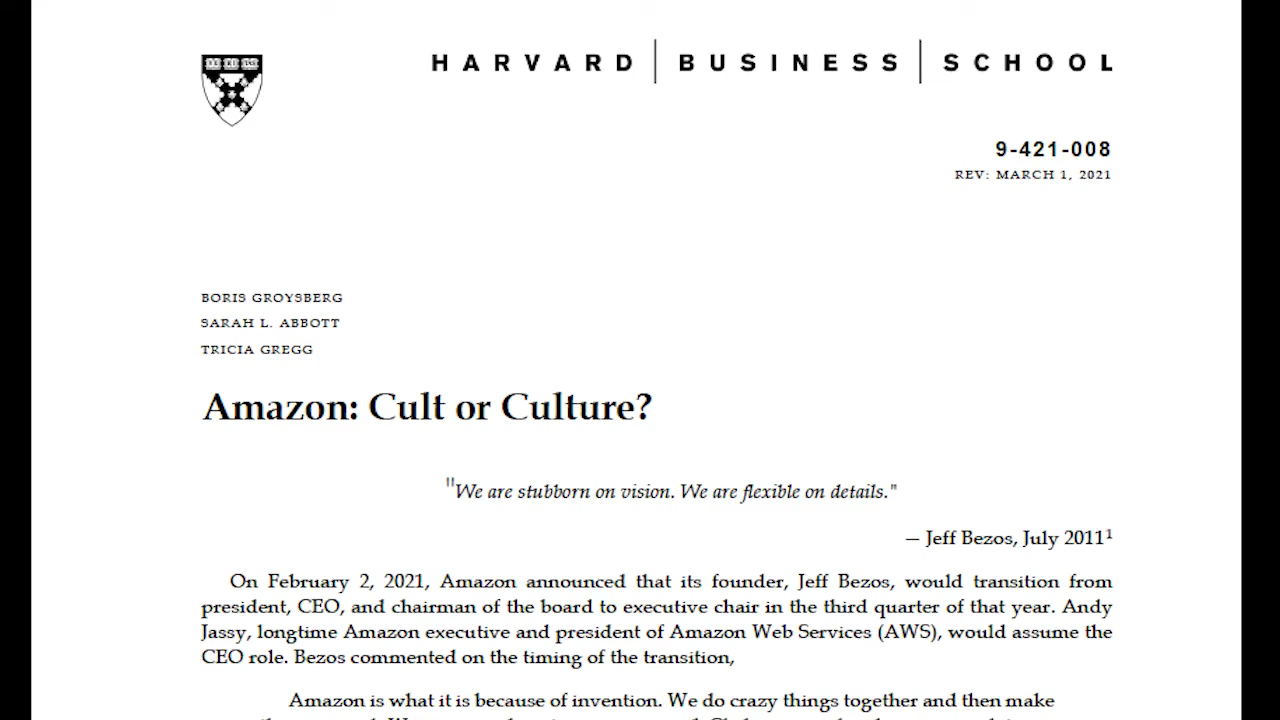 HARVARD | BUSINESS | SCHOOL
9-421-008
REV: MARCH 1, 2021
BORIS GROYSBERG
SARAH L. ABBOTT
TRICIA GREGG
Amazon: Cult or Culture?
"We are stubborn on vision. We are flexible on details."
— Jeff Bezos, July 2011¹
On February 2, 2021, Amazon announced that its founder, Jeff Bezos, would transition from
president, CEO, and chairman of the board to executive chair in the third quarter of that year. Andy
Jassy, longtime Amazon executive and president of Amazon Web Services (AWS), would assume the
CEO role. Bezos commented on the timing of the transition,
Amazon is what it is because of invention. We do crazy things together and then make